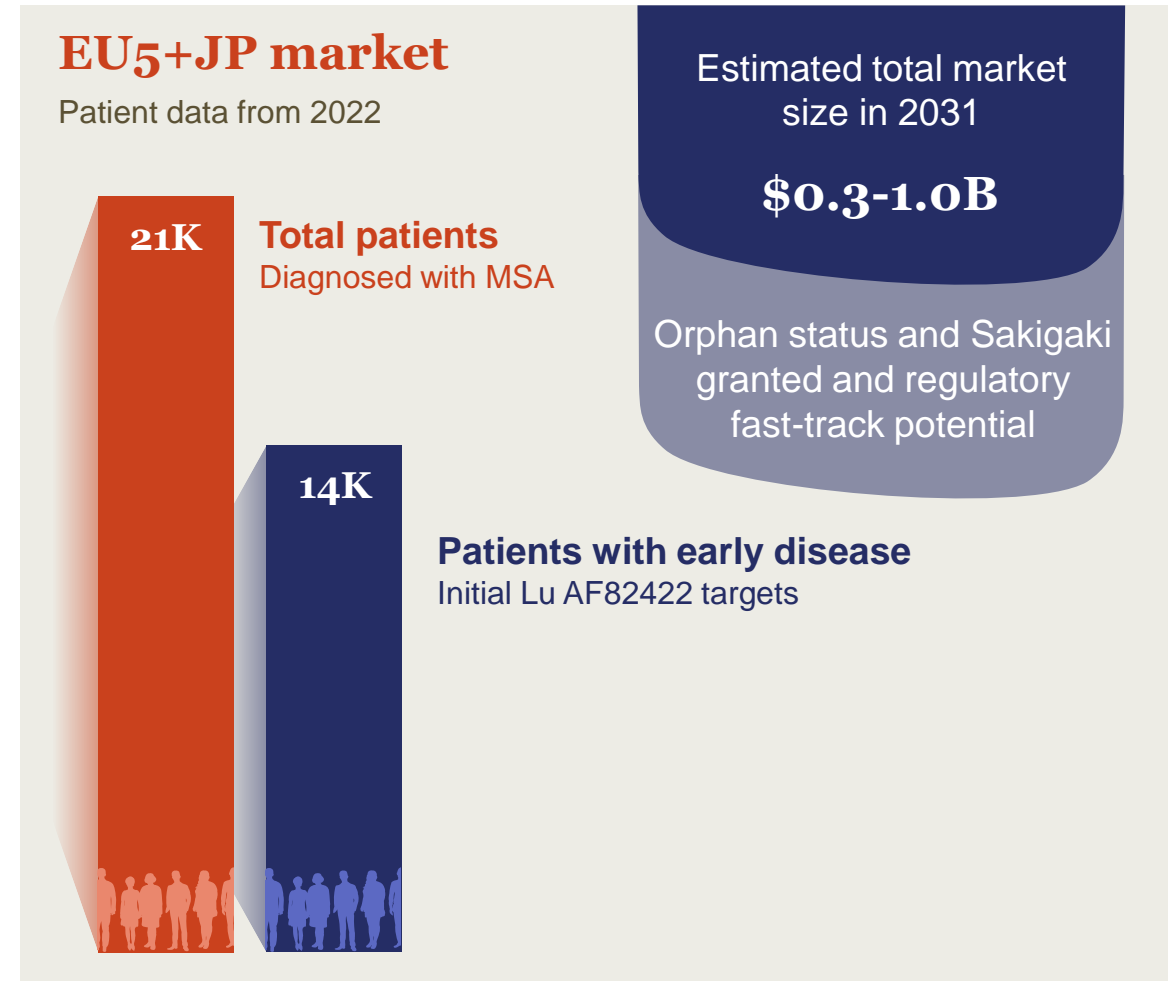 EU5+JP market
Patient data from 2022
21K
Total patients
Diagnosed with MSA
14K
Patients with early disease
Initial Lu AF82422 targets
Estimated total market
size in 2031
$0.3-1.0B
Orphan status and Sakigaki
granted and regulatory
fast-track potential